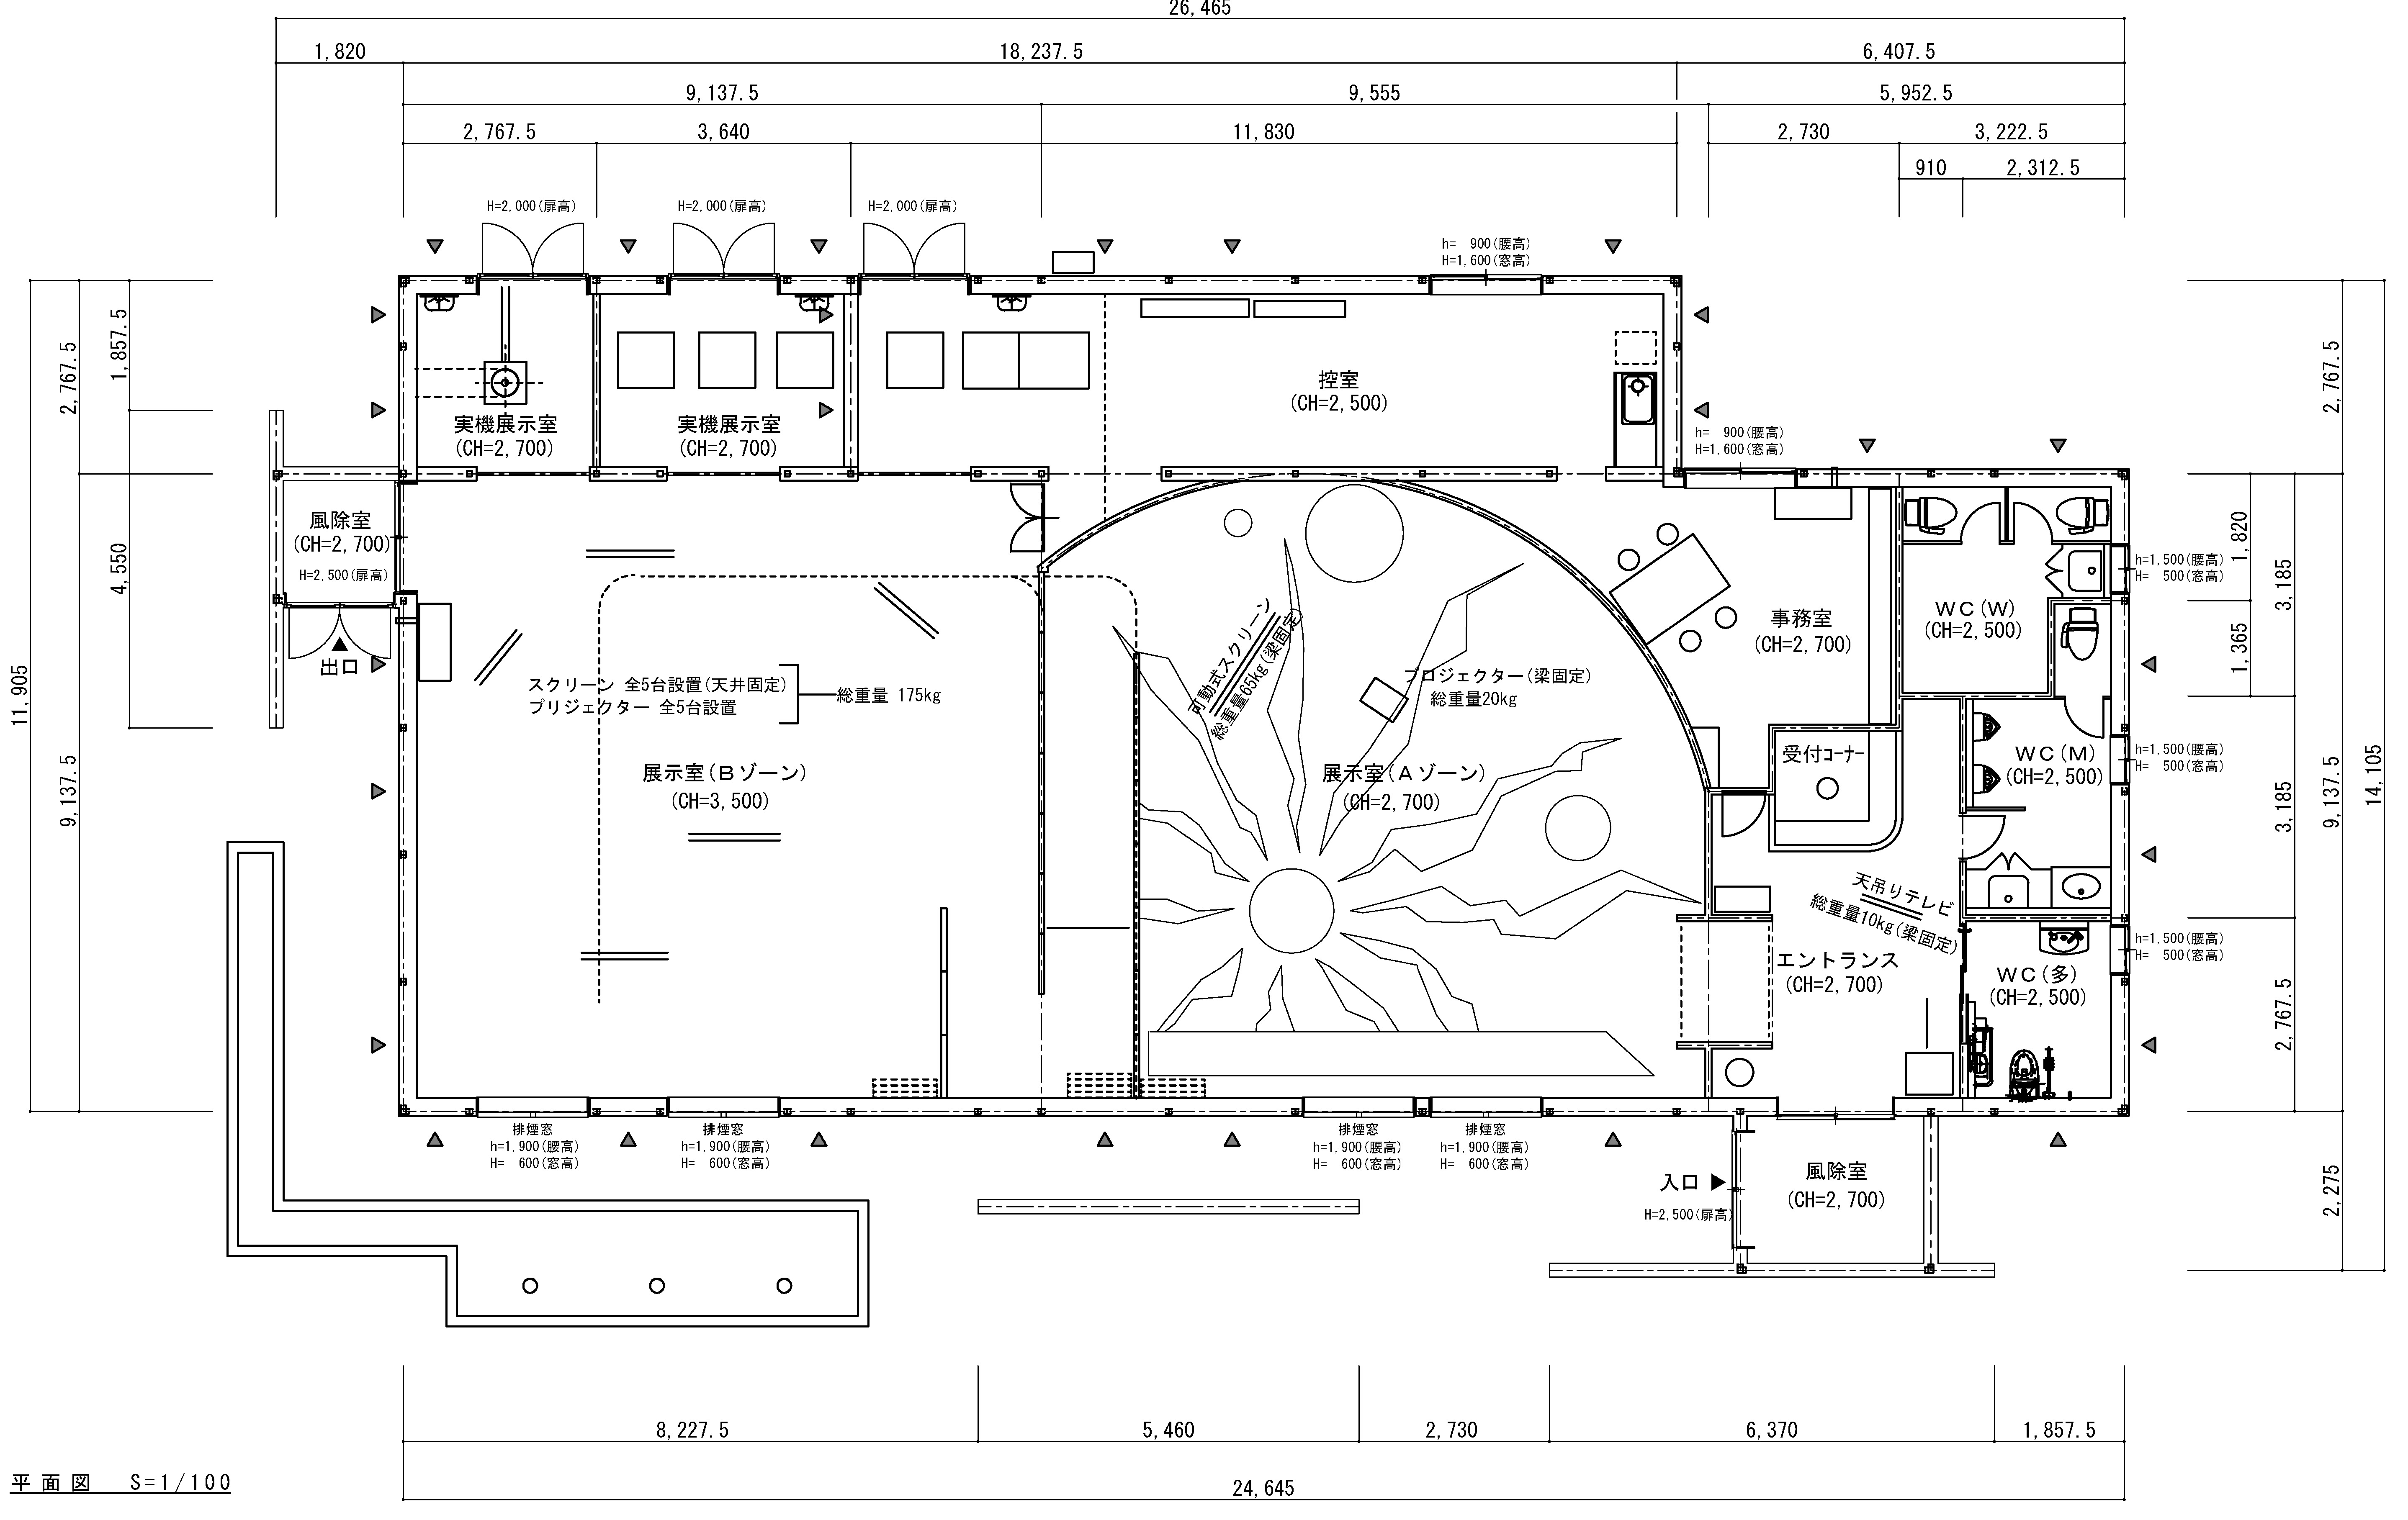 26,465
1,820
18,237.5
6,407.5
9,137.5
9,555
5,952.5
2,767.5
3,640
11,830
2,730
3,222.5
910
2,312.5
H=2,000(扉高)
H=2,000(扉高)
H=2,000(扉高)
h= 900(腰高)
H=1,600(窓高)
11,905
2,767.5
9,137.5
1,857.5
4,550
実機展示室
(CH=2,700)
実機展示室
(CH=2,700)
控室
(CH=2,500)
h= 900(腰高)
H=1,600(窓高)
風除室
(CH=2,700)
H=2,500(扉高)
出口
スクリーン 全5台設置(天井固定)
プリジェクター 全5台設置
総重量 175kg
展示室(Bゾーン)
(CH=3,500)
可動式スクリーン
総重量65kg(梁固定)
プロジェクター(梁固定)
総重量20kg
展示室(Aゾーン)
(CH=2,700)
事務室
(CH=2,700)
受付コーナー
WC(W)
(CH=2,500)
WC(M)
(CH=2,500)
天吊りテレビ
総重量10kg(梁固定)
エントランス
(CH=2,700)
WC(多)
(CH=2,500)
h=1,500(腰高)
H= 500(窓高)
h=1,500(腰高)
H= 500(窓高)
h=1,500(腰高)
H= 500(窓高)
1,820
1,365
3,185
3,185
2,767.5
2,767.5
9,137.5
2,275
14,105
排煙窓
h=1,900(腰高)
H= 600(窓高)
排煙窓
h=1,900(腰高)
H= 600(窓高)
排煙窓
h=1,900(腰高)
H= 600(窓高)
排煙窓
h=1,900(腰高)
H= 600(窓高)
入口
H=2,500(扉高)
風除室
(CH=2,700)
8,227.5
5,460
2,730
6,370
1,857.5
24,645
平面図 S=1/100